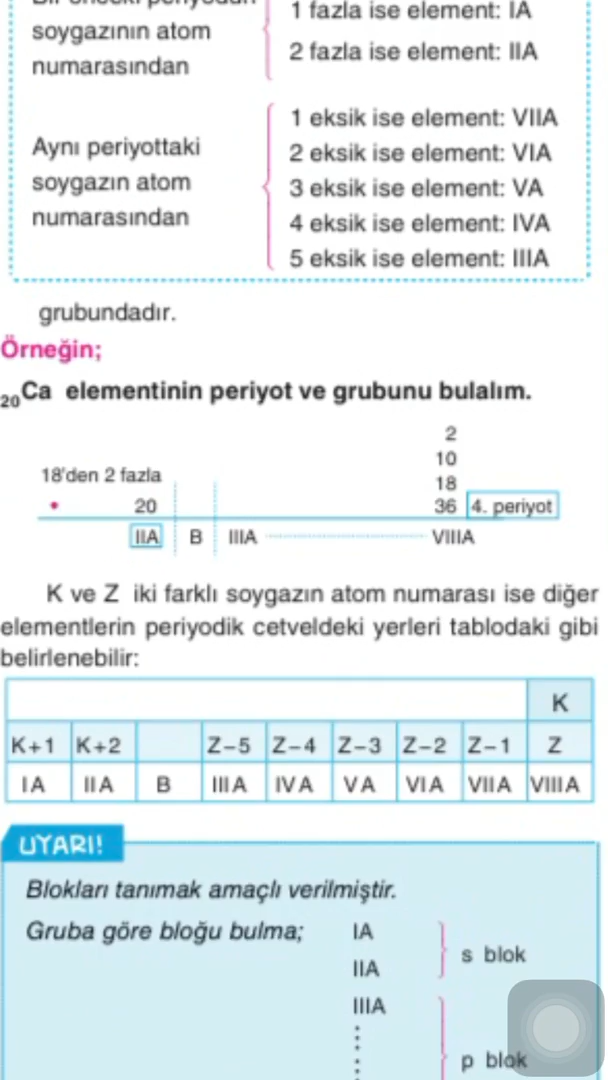 Bir önceki periyodun
soygazının atom
numarasından
1 fazla ise element: IA
2 fazla ise element: IIA
Aynı periyottaki
soygazın atom
numarasından
1 eksik ise element: VIIA
2 eksik ise element: VIA
3 eksik ise element: VA
4 eksik ise element: IVA
5 eksik ise element: IIIA
grubundadır.
Örneğin;
20Ca elementinin periyot ve grubunu bulalım.
2
10
18'den 2 fazla
18
20
36 4. periyot
IIA B IIIA VIIIA
K ve Z iki farklı soygazın atom numarası ise diğer
elementlerin periyodik cetveldeki yerleri tablodaki gibi
belirlenebilir:
K
K+1 K+2 Z-5 Z-4 Z-3 Z-2 Z-1 Z
IA IIA B IIIA IVA VA VIA VIIA VIIIA
UYARI!
Blokları tanımak amaçlı verilmiştir.
Gruba göre bloğu bulma;
IA
s blok
IIA
IIIA
p blok